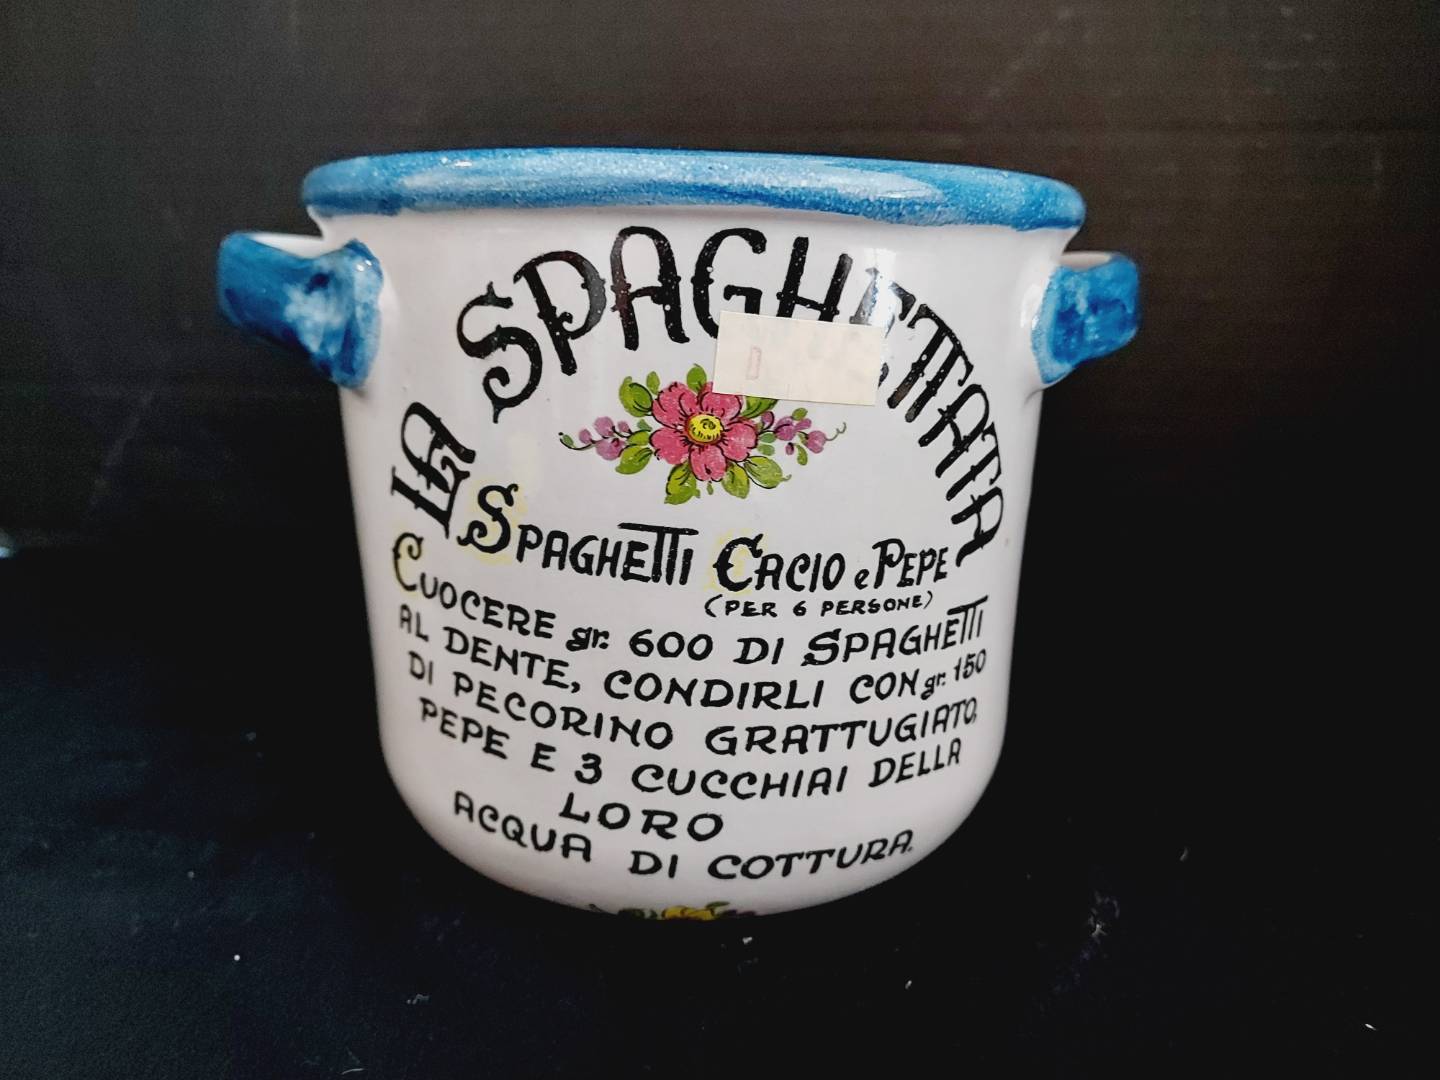 LA SPAGHETTATA
SPAGHETTI CACIO e PEPE
(PER 6 PERSONE)
CUOCERE gr. 600 DI SPAGHETTI
AL DENTE, CONDIRLI CON gr. 150
DI PECORINO GRATTUGIATO,
PEPE E 3 CUCCHIAI DELLA
LORO
ACQUA DI COTTURA.